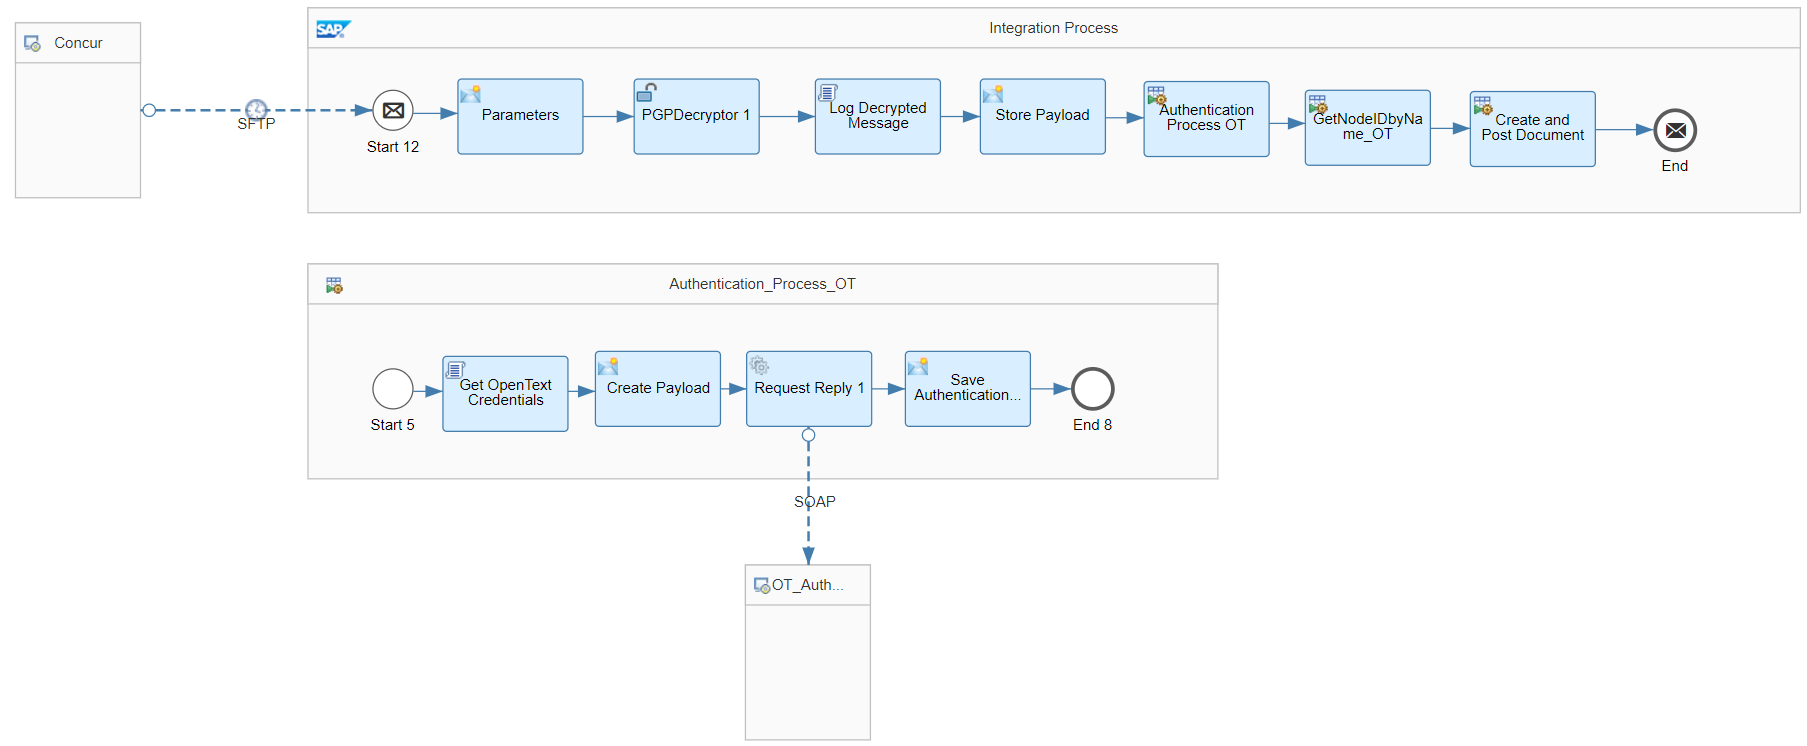 Concur
SAP
Integration Process
SFTP
Start 12
Parameters
PGPDecryptor 1
Log Decrypted
Message
Store Payload
Authentication
Process OT
GetNodeIDbyNa
me_OT
Create and
Post Document
End
Authentication_Process_OT
Start 5
Get OpenText
Credentials
Create Payload
Request Reply 1
Save
Authentication...
End 8
SOAP
OT_Auth...